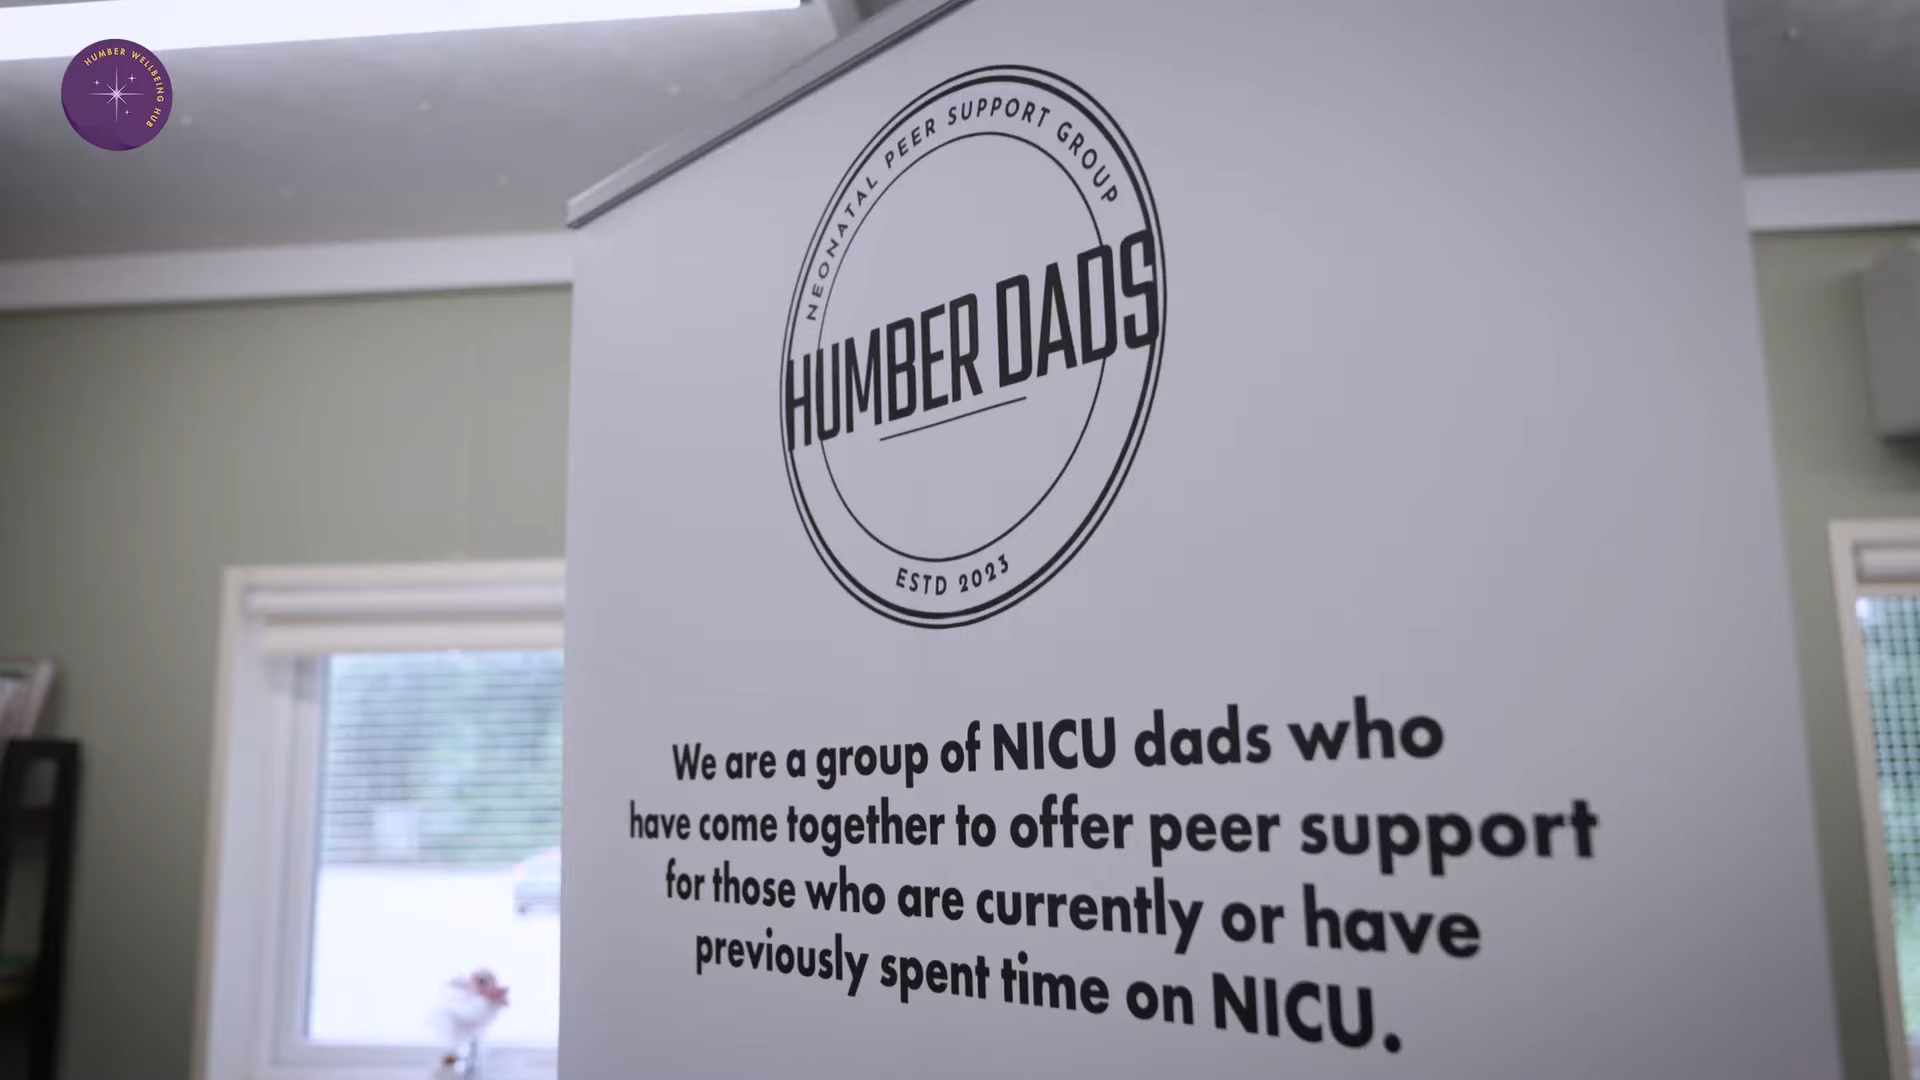 HUMBER WELLBEING HUB
NEONATAL PEER SUPPORT GROUP
HUMBER DADS
ESTD 2023
We are a group of NICU dads who
have come together to offer peer support
for those who are currently or have
previously spent time on NICU.